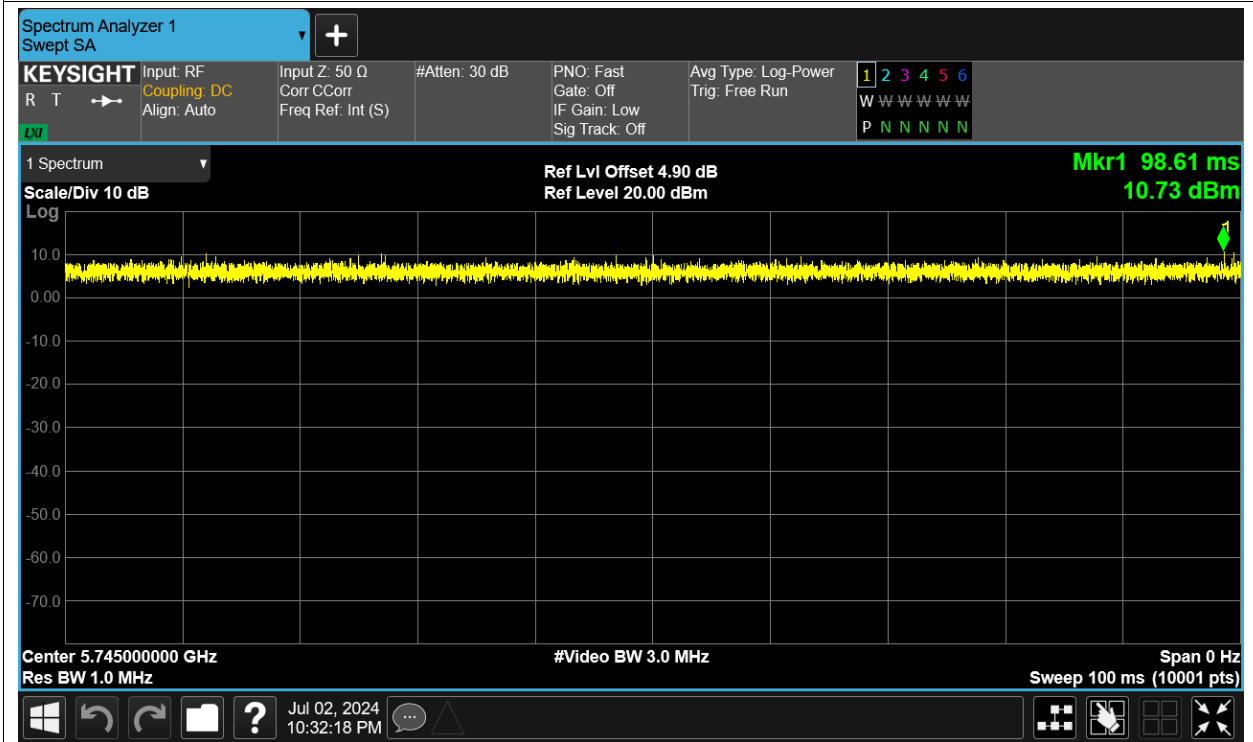 Spectrum Analyzer 1
Swept SA
KEYSIGHT
R T
LXI
Input: RF
Coupling: DC
Align: Auto
Input Z: 50 Ω
Corr CCorr
Freq Ref: Int (S)
#Atten: 30 dB
PNO: Fast
Gate: Off
IF Gain: Low
Sig Track: Off
Avg Type: Log-Power
Trig: Free Run
1 2 3 4 5 6
W W W W W W
P N N N N N
1 Spectrum
Scale/Div 10 dB
Log
Ref Lvl Offset 4.90 dB
Ref Level 20.00 dBm
Mkr1 98.61 ms
10.73 dBm
1
10.0
0.00
-10.0
-20.0
-30.0
-40.0
-50.0
-60.0
-70.0
Center 5.745000000 GHz
Res BW 1.0 MHz
#Video BW 3.0 MHz
Span 0 Hz
Sweep 100 ms (10001 pts)
?
Jul 02, 2024
10:32:18 PM